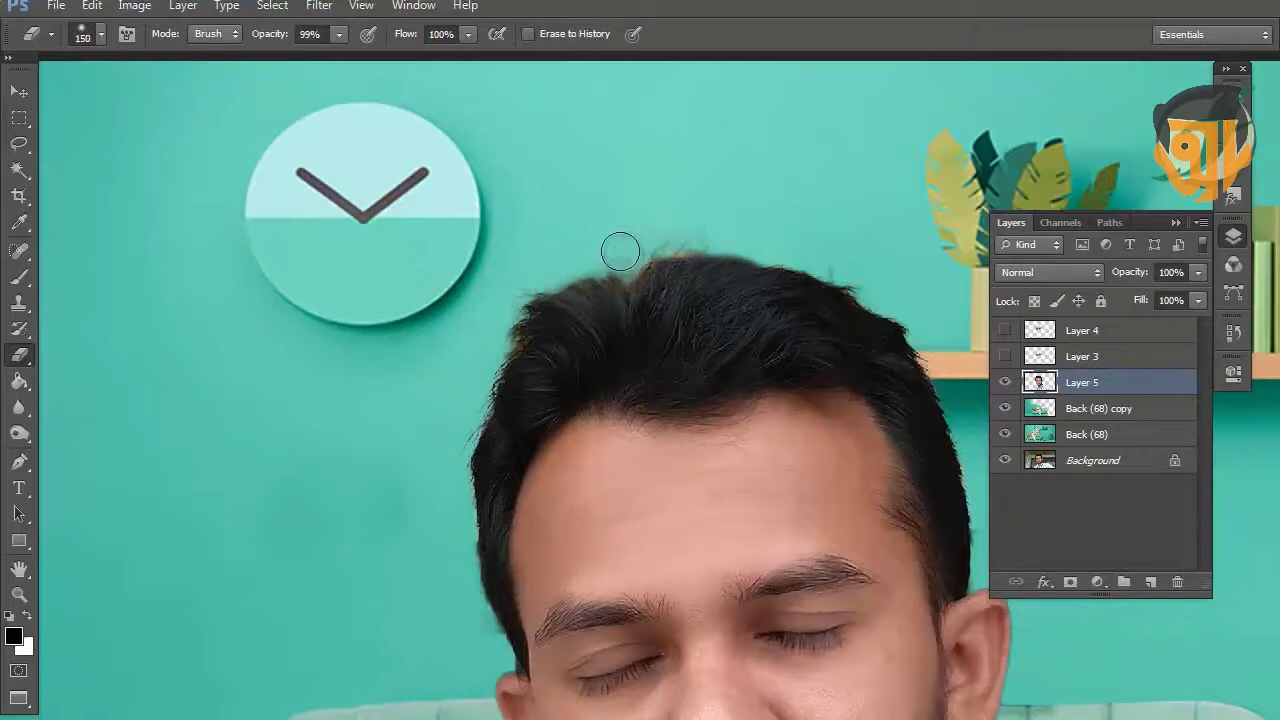 Ps File Edit Image Layer Type Select Filter View Window Help
150 Mode: Brush Opacity: 99% Flow: 100% Erase to History Essentials
Layers Channels Paths
Kind
Normal Opacity: 100%
Lock: Fill: 100%
Layer 4
Layer 3
Layer 5
Back (68) copy
Back (68)
Background
fx